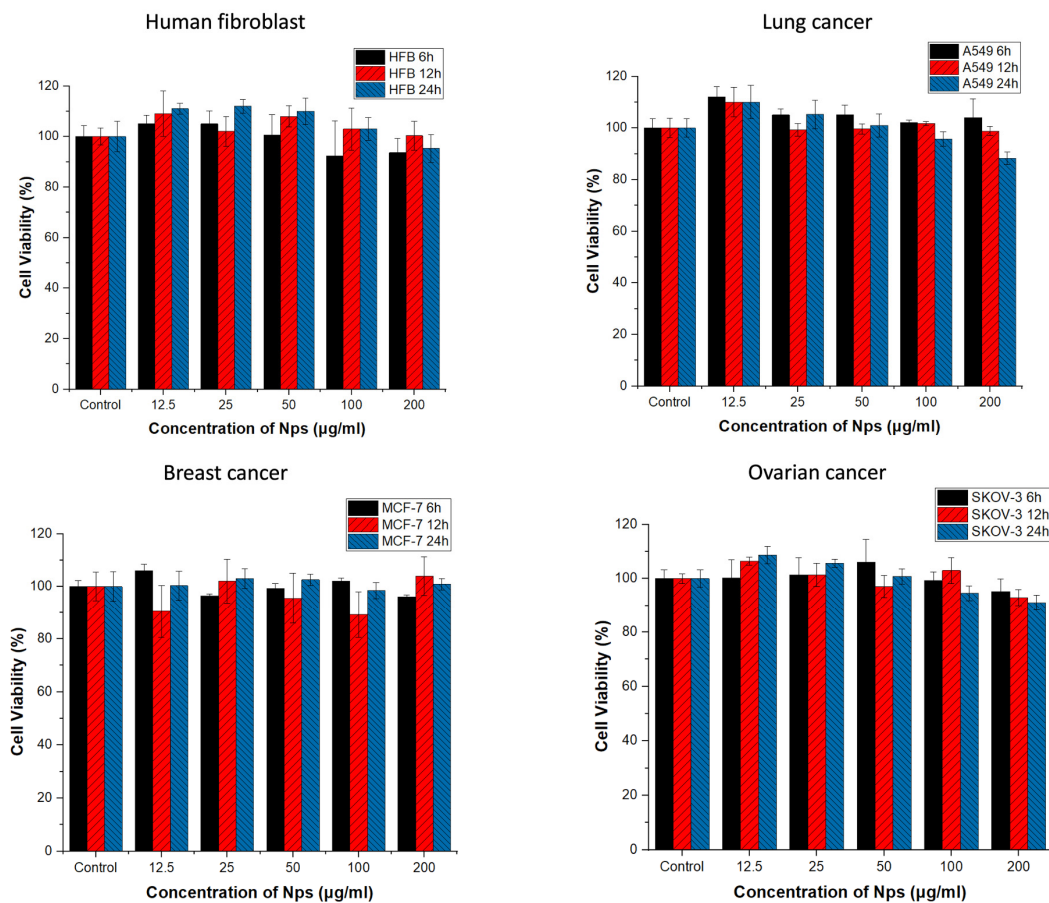 Human fibroblast
HFB 6h
HFB 12h
HFB 24h
120
100
80
60
40
20
0
Cell Viability (%)
Control 12.5 25 50 100 200
Concentration of Nps (µg/ml)
Lung cancer
A549 6h
A549 12h
A549 24h
120
100
80
60
40
20
0
Cell Viability (%)
Control 12.5 25 50 100 200
Concentration of Nps (µg/ml)
Breast cancer
MCF-7 6h
MCF-7 12h
MCF-7 24h
120
100
80
60
40
20
0
Cell Viability (%)
Control 12.5 25 50 100 200
Concentration of Nps (µg/ml)
Ovarian cancer
SKOV-3 6h
SKOV-3 12h
SKOV-3 24h
120
100
80
60
40
20
0
Cell Viability (%)
Control 12.5 25 50 100 200
Concentration of Nps (µg/ml)